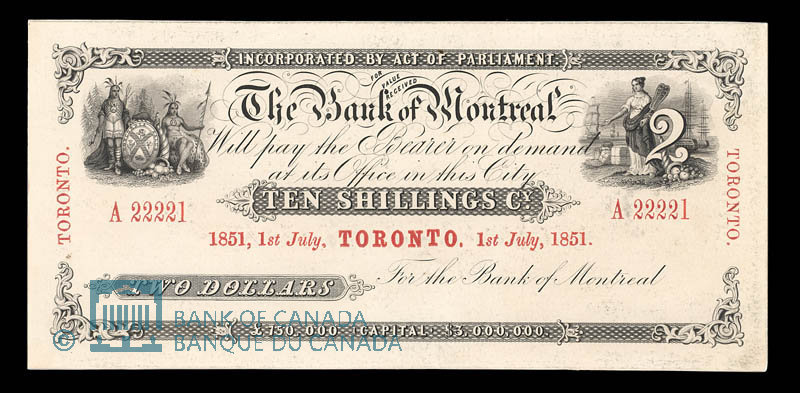 INCORPORATED BY ACT OF PARLIAMENT.
FOR VALUE RECEIVED
The Bank of Montreal
Will pay the Bearer on demand
at its Office in this City
2
TEN SHILLINGS CY.
TORONTO.
TORONTO.
A 22221
A 22221
1851, 1st July, TORONTO. 1st July, 1851.
For the Bank of Montreal
TWO DOLLARS
£750,000. CAPITAL $3,000,000.
© BANK OF CANADA
BANQUE DU CANADA